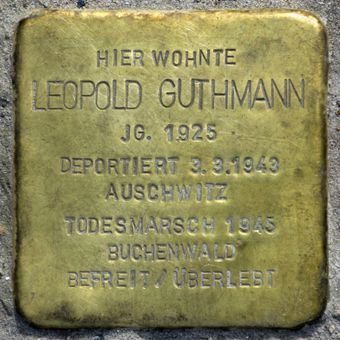 HIER WOHNTE
LEOPOLD GUTHMANN
JG. 1925
DEPORTIERT 3.3.1943
AUSCHWITZ
TODESMARSCH 1945
BUCHENWALD
BEFREIT / ÜBERLEBT